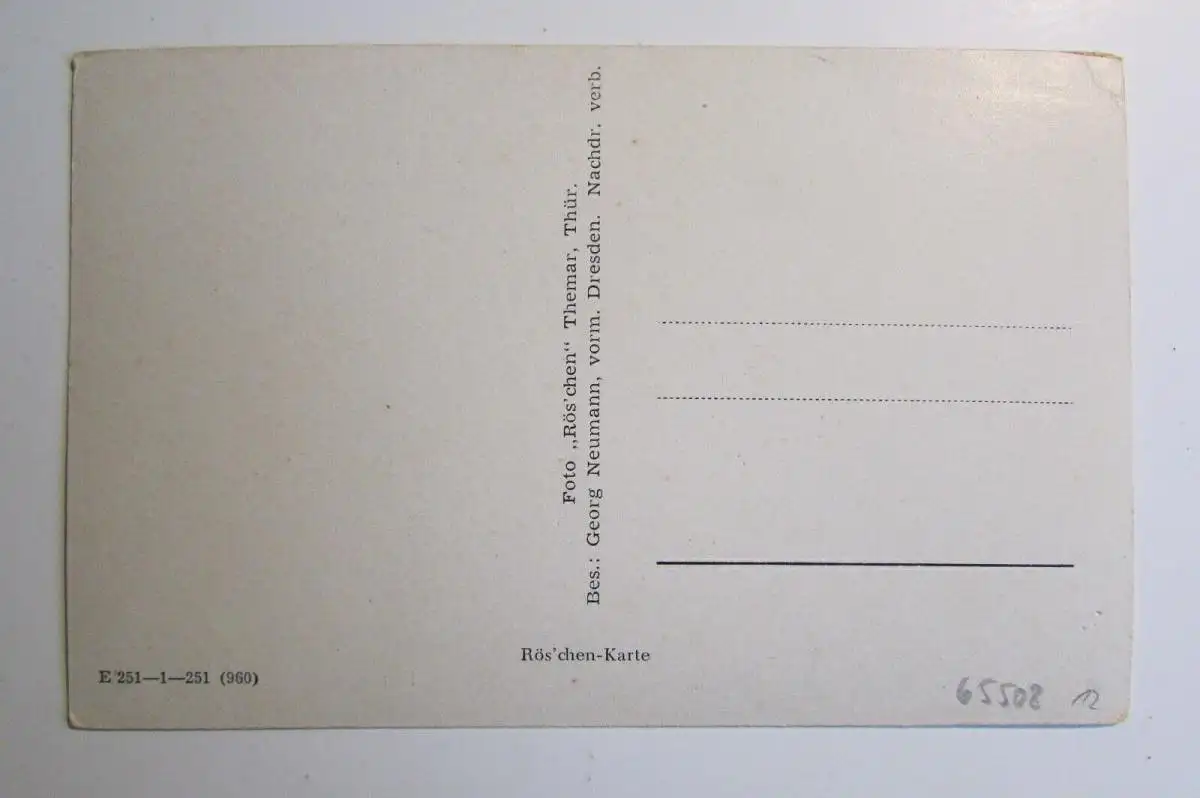 Foto „Rös'chen“ Themar, Thür.
Bes.: Georg Neumann, vorm. Dresden. Nachdr. verb.
Rös'chen-Karte
E 251—1—251 (960)
65508 12